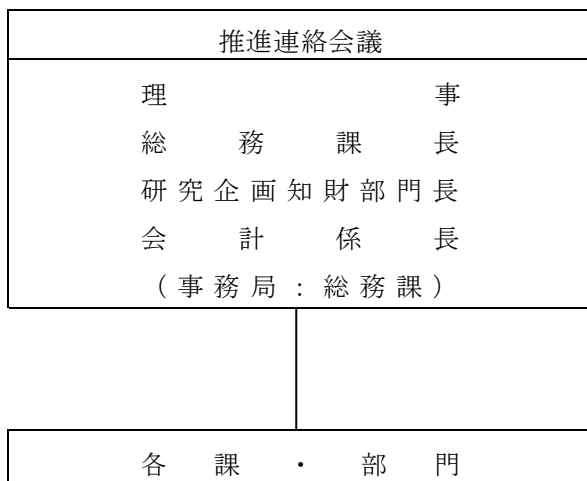 推進連絡会議
理事
総務課長
研究企画知財部門長
会計係長
(事務局:総務課)
各課・部門